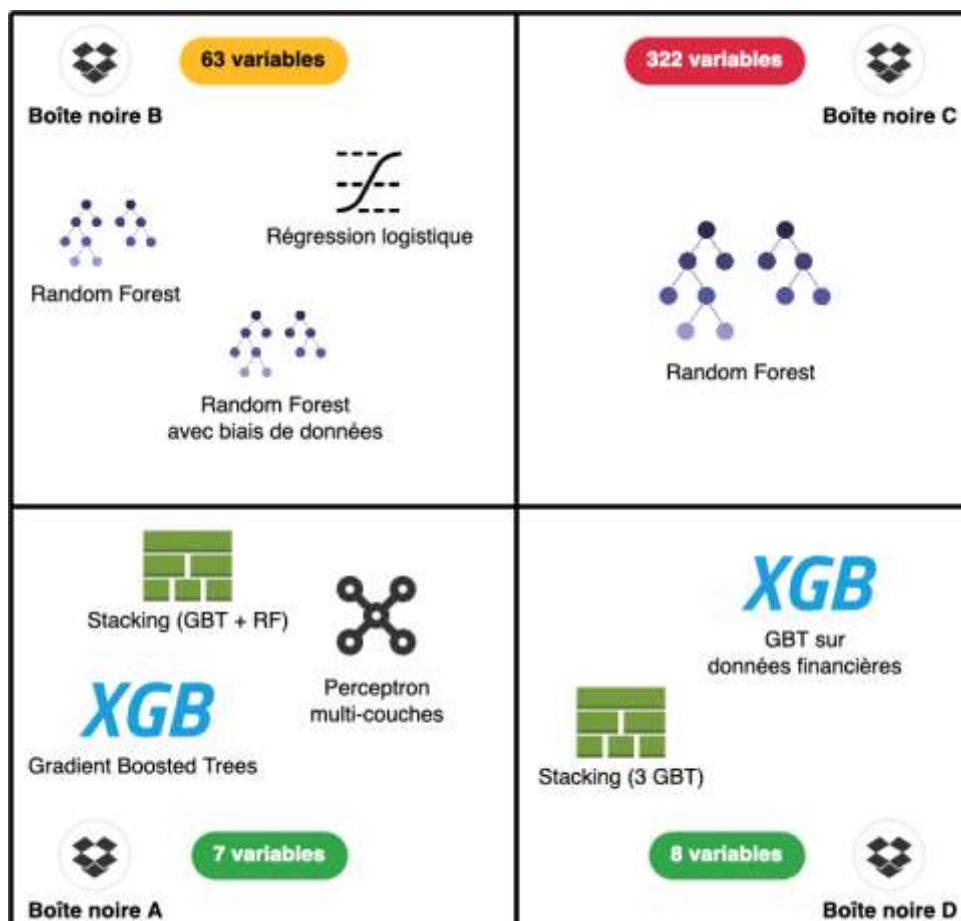 63 variables
Boîte noire B
Régression logistique
Random Forest
Random Forest
avec biais de données
322 variables
Boîte noire C
Random Forest
Stacking (GBT + RF)
Perceptron
multi-couches
XGB
Gradient Boosted Trees
7 variables
Boîte noire A
XGB
GBT sur
données financières
Stacking (3 GBT)
8 variables
Boîte noire D